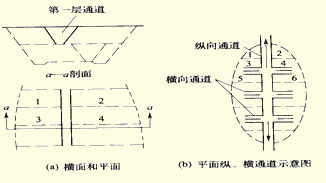 第一层通道
a—a剖面
1
2
3
4
a
a
(a) 横面和平面
纵向通道
横向通道
1
2
3
4
5
6
(b) 平面纵、横通道示意图